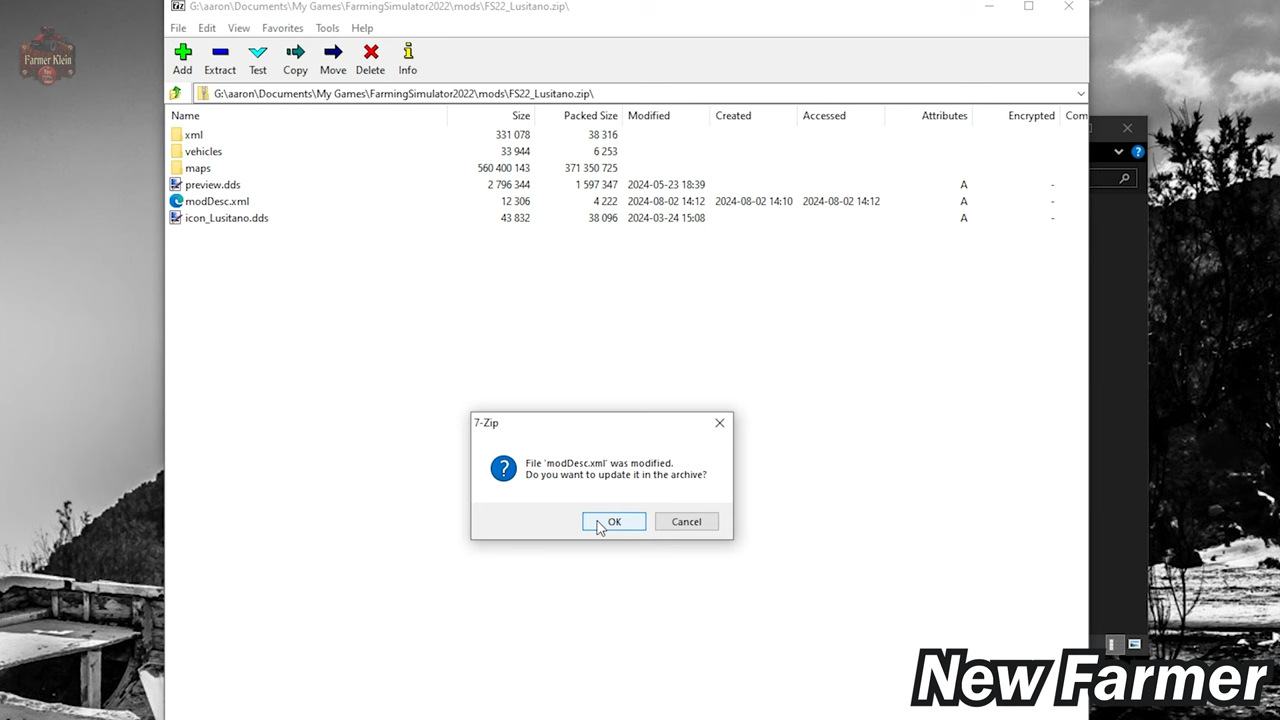 G:\aaron\Documents\My Games\FarmingSimulator2022\mods\FS22_Lusitano.zip\
File Edit View Favorites Tools Help
Add Extract Test Copy Move Delete Info
G:\aaron\Documents\My Games\FarmingSimulator2022\mods\FS22_Lusitano.zip\
Name Size Packed Size Modified Created Accessed Attributes Encrypted Com
xml 331 078 38 316
vehicles 33 944 6 253
maps 560 400 143 371 350 725
preview.dds 2 796 344 1 597 347 2024-05-23 18:39 A -
modDesc.xml 12 306 4 222 2024-08-02 14:12 2024-08-02 14:10 2024-08-02 14:12 A -
icon_Lusitano.dds 43 832 38 096 2024-03-24 15:08 A -
7-Zip
File 'modDesc.xml' was modified.
Do you want to update it in the archive?
OK Cancel
Farmer Klein
New Farmer